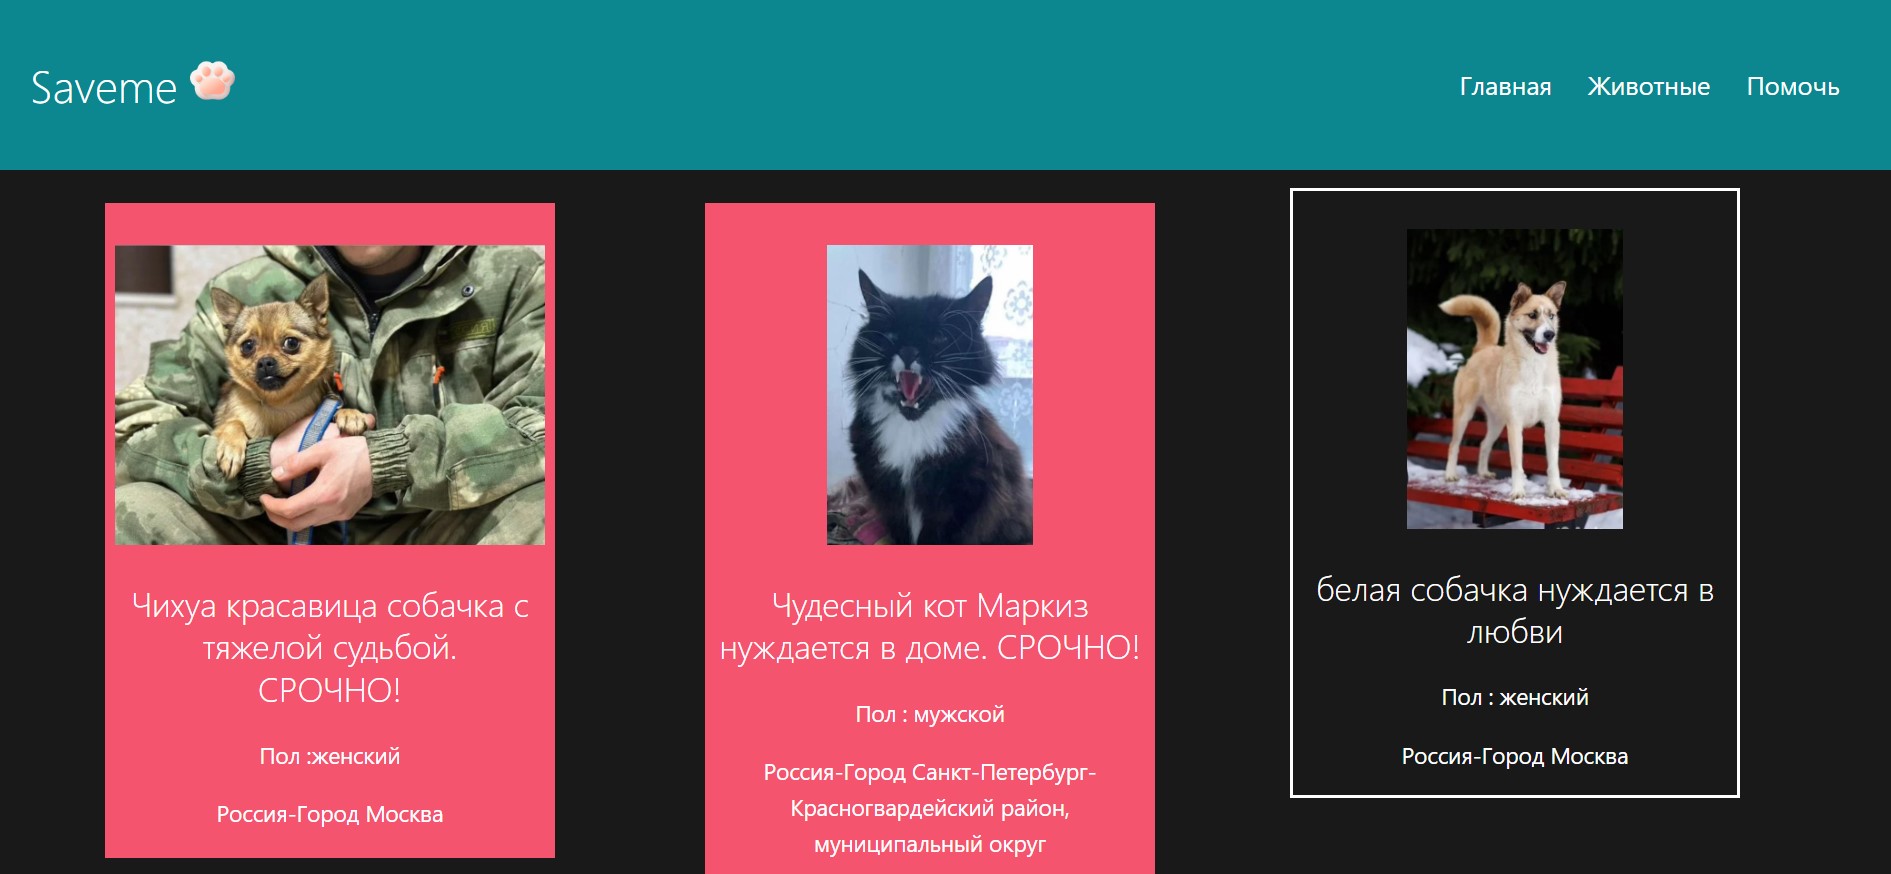 Saveme
Главная Животные Помочь
Чихуа красавица собачка с
тяжелой судьбой.
СРОЧНО!
Пол :женский
Россия-Город Москва
Чудесный кот Маркиз
нуждается в доме. СРОЧНО!
Пол : мужской
Россия-Город Санкт-Петербург-
Красногвардейский район,
муниципальный округ
белая собачка нуждается в
любви
Пол : женский
Россия-Город Москва